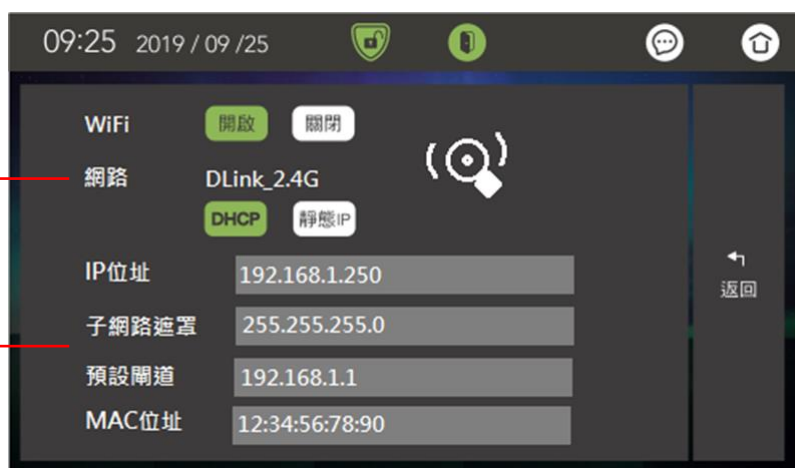 09:25 2019 / 09 /25
WiFi 開啟 關閉
網路 DLink_2.4G
DHCP 靜態IP
IP位址 192.168.1.250
返回
子網路遮罩 255.255.255.0
預設閘道 192.168.1.1
MAC位址 12:34:56:78:90